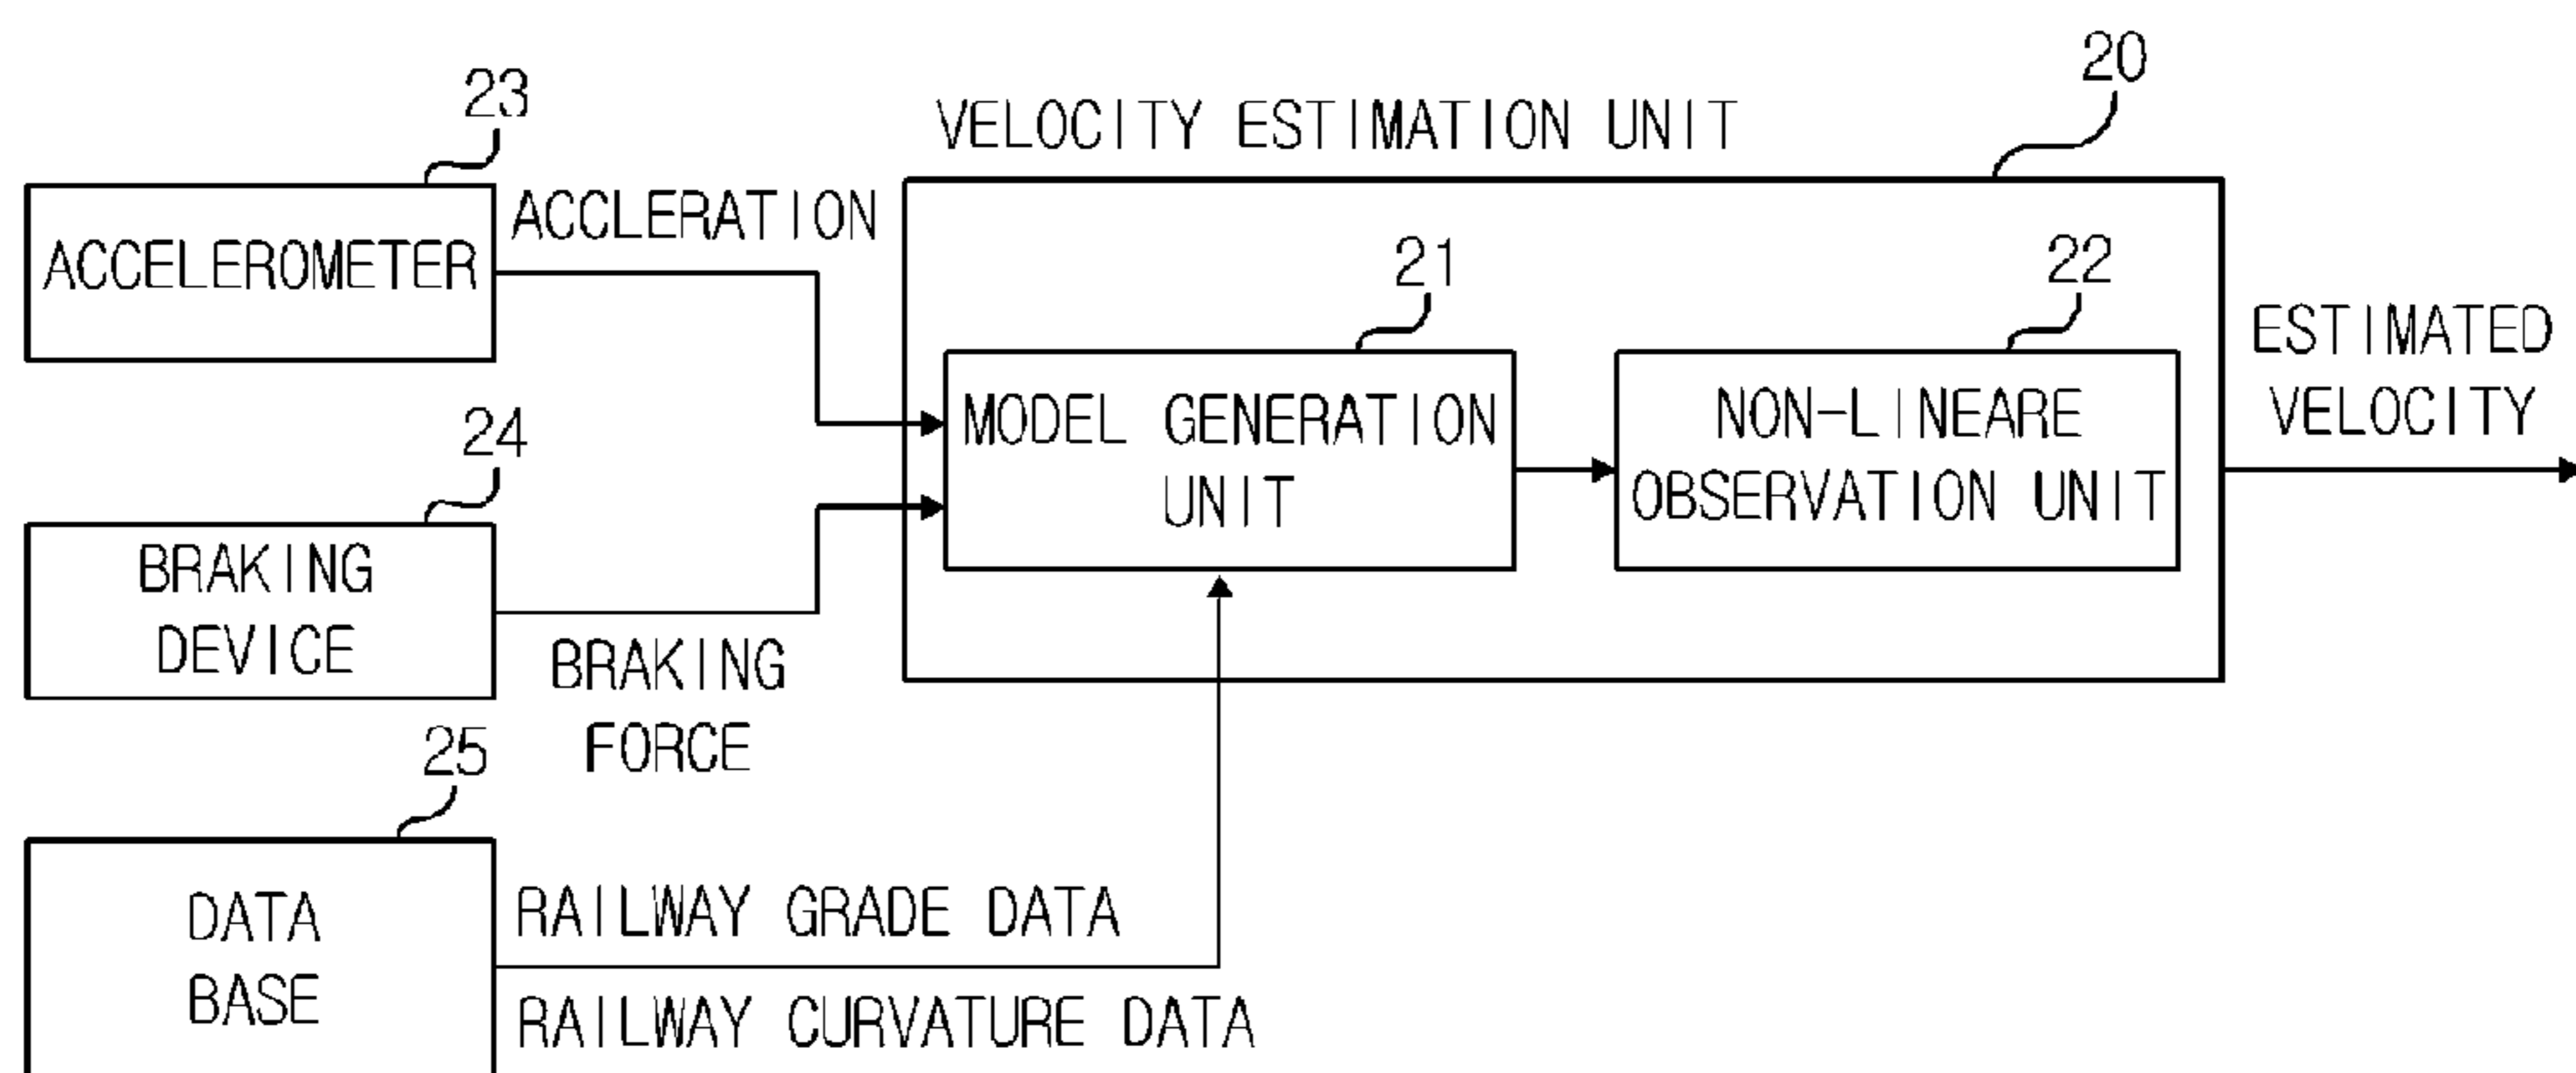 23
ACCELEROMETER
ACCLERATION
24
BRAKING
DEVICE
BRAKING
FORCE
25
DATA
BASE
RAILWAY GRADE DATA
RAILWAY CURVATURE DATA
VELOCITY ESTIMATION UNIT
20
21
MODEL GENERATION
UNIT
22
NON-LINEARE
OBSERVATION UNIT
ESTIMATED
VELOCITY